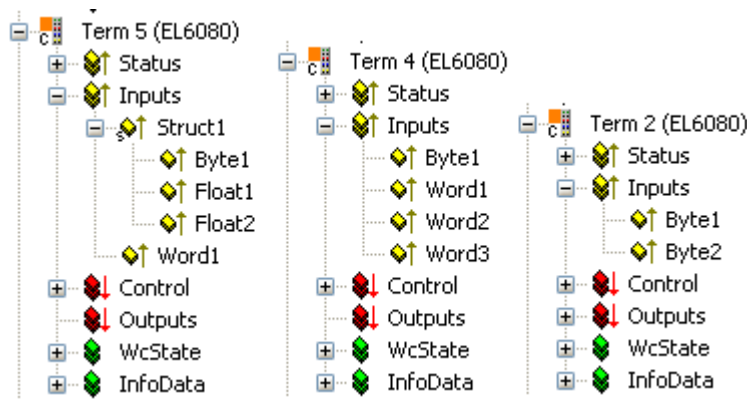 Term 5 (EL6080)
Status
Inputs
Struct1
Byte1
Float1
Float2
Word1
Control
Outputs
WcState
InfoData
Term 4 (EL6080)
Status
Inputs
Byte1
Word1
Word2
Word3
Control
Outputs
WcState
InfoData
Term 2 (EL6080)
Status
Inputs
Byte1
Byte2
Control
Outputs
WcState
InfoData